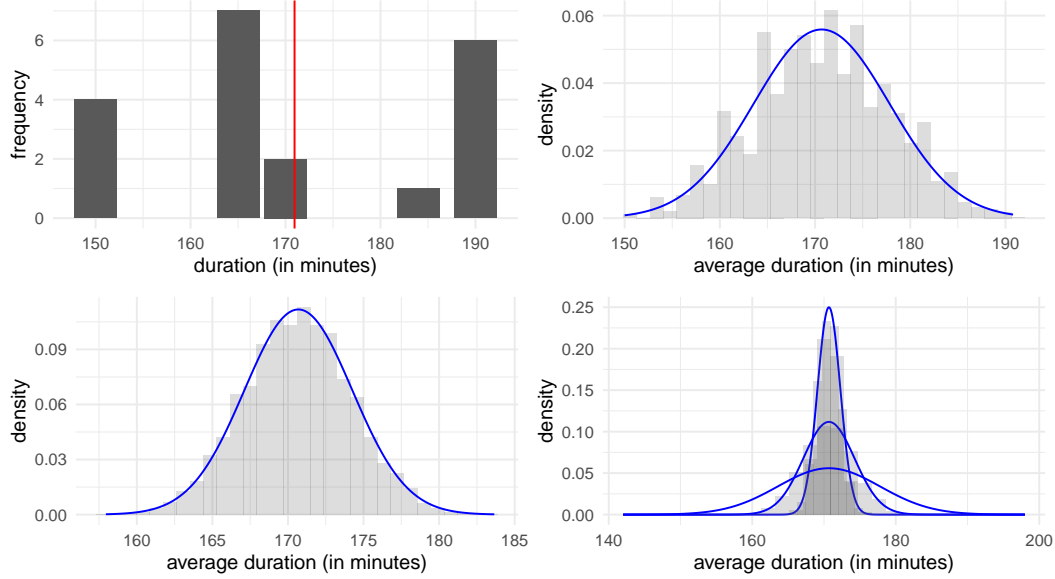 6
4
2
0
frequency
150 160 170 180 190
duration (in minutes)
0.06
0.04
0.02
0.00
density
150 160 170 180 190
average duration (in minutes)
0.09
0.06
0.03
0.00
density
160 165 170 175 180 185
average duration (in minutes)
0.25
0.20
0.15
0.10
0.05
0.00
density
140 160 180 200
average duration (in minutes)